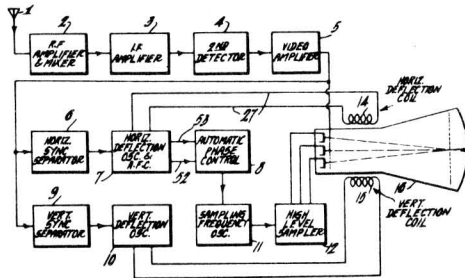 1
2
3
4
5
R.F. AMPLIFIER & MIXER
I.F. AMPLIFIER
2ND DETECTOR
VIDEO AMPLIFIER
HORIZ. DEFLECTION COIL
14
27
6
53
HORIZ. SYNC SEPARATOR
HORIZ. DEFLECTION OSC. & A.F.C.
AUTOMATIC PHASE CONTROL
7
52
8
15
16
9
VERT. DEFLECTION COIL
VERT. SYNC SEPARATOR
VERT. DEFLECTION OSC.
SAMPLING FREQUENCY OSC.
HIGH LEVEL SAMPLER
10
11
12